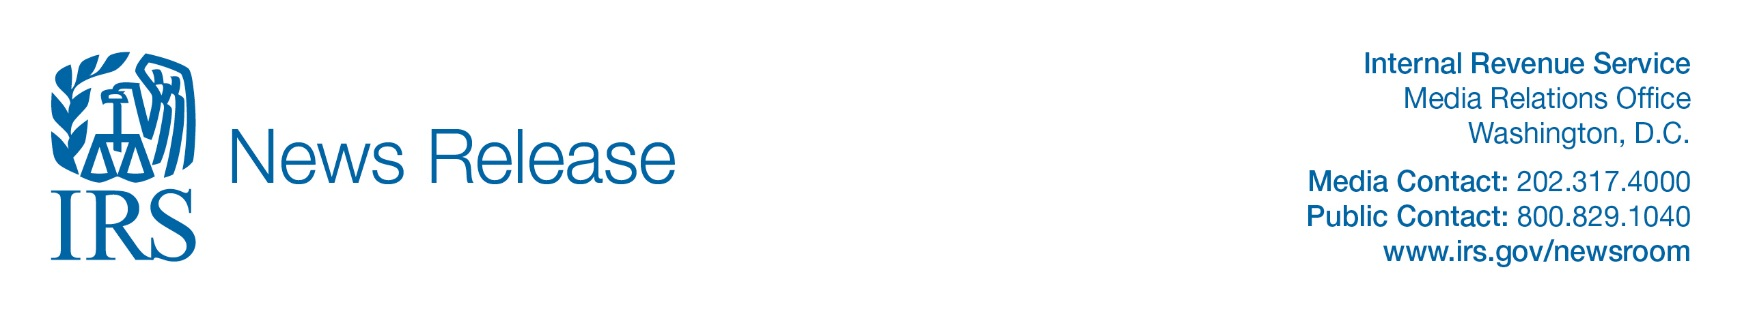 IRS
News Release
Internal Revenue Service
Media Relations Office
Washington, D.C.
Media Contact: 202.317.4000
Public Contact: 800.829.1040
www.irs.gov/newsroom